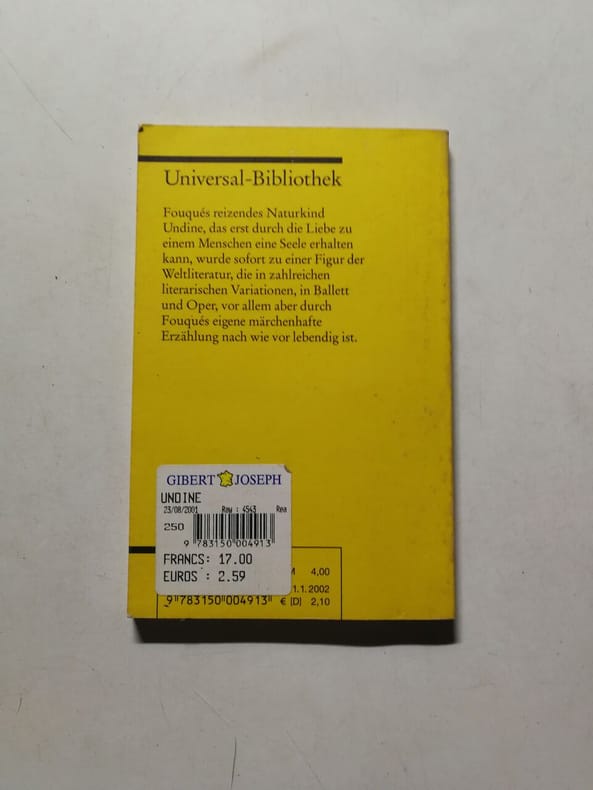 Universal-Bibliothek
Fouqués reizendes Naturkind
Undine, das erst durch die Liebe zu
einem Menschen eine Seele erhalten
kann, wurde sofort zu einer Figur der
Weltliteratur, die in zahlreichen
literarischen Variationen, in Ballett
und Oper, vor allem aber durch
Fouqués eigene märchenhafte
Erzählung nach wie vor lebendig ist.
GIBERT JOSEPH
UNDINE
23/08/2001 Ray : 4543 Rea
250
9 783150 004913
FRANCS: 17.00
EUROS : 2.59
M 4,00
1.1.2002
9 783150 004913 € (D) 2,10